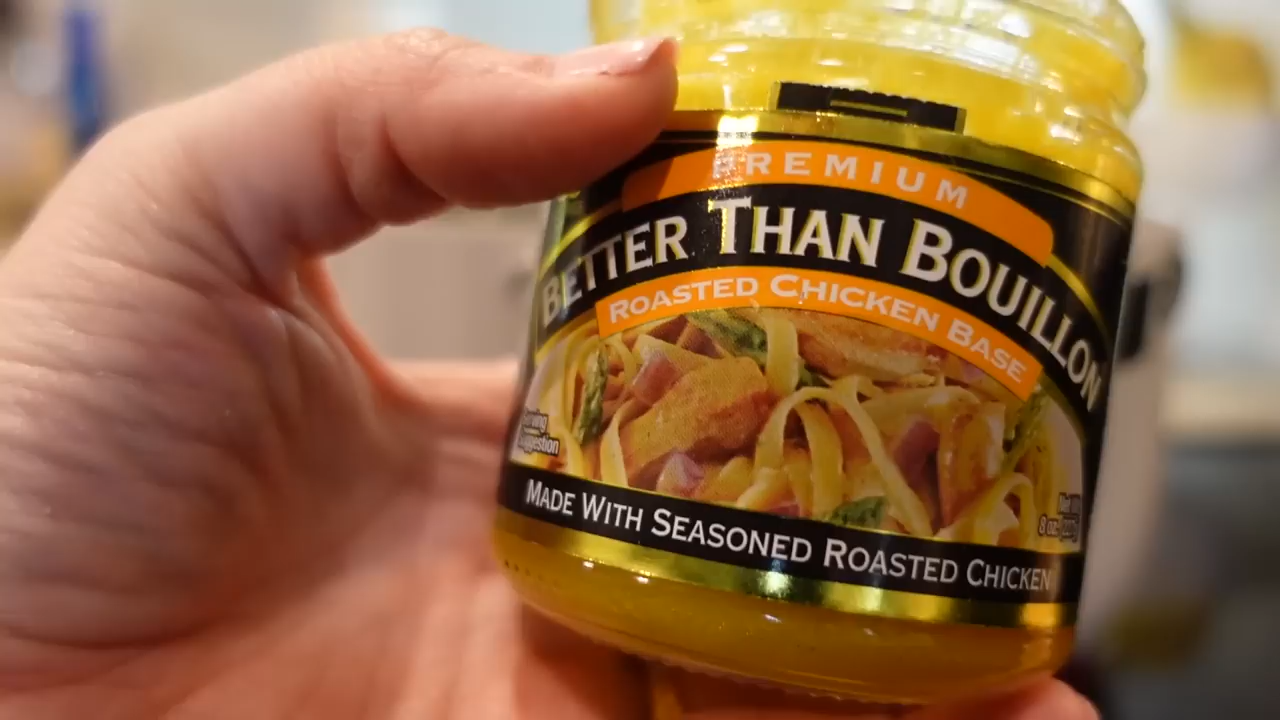 PREMIUM
BETTER THAN BOUILLON
ROASTED CHICKEN BASE
Serving
Suggestion
Net Wt
8 oz.
MADE WITH SEASONED ROASTED CHICKEN